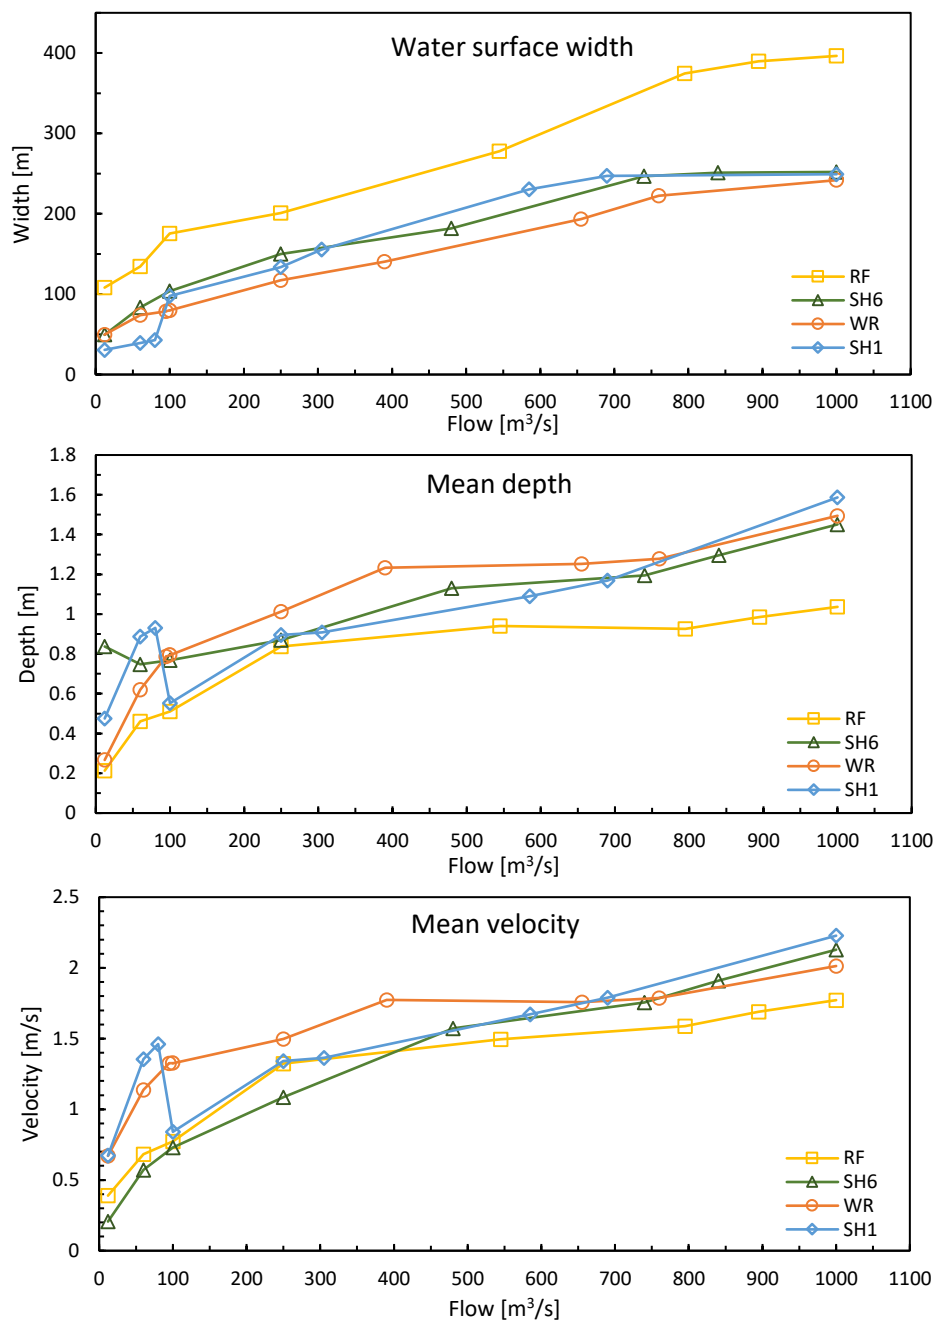 Water surface width
400
300
200
100
0
Width [m]
RF
SH6
WR
SH1
0 100 200 300 400 500 600 700 800 900 1000 1100
Flow [m³/s]
Mean depth
1.8
1.6
1.4
1.2
1
0.8
0.6
0.4
0.2
0
Depth [m]
RF
SH6
WR
SH1
0 100 200 300 400 500 600 700 800 900 1000 1100
Flow [m³/s]
Mean velocity
2.5
2
1.5
1
0.5
0
Velocity [m/s]
RF
SH6
WR
SH1
0 100 200 300 400 500 600 700 800 900 1000 1100
Flow [m³/s]